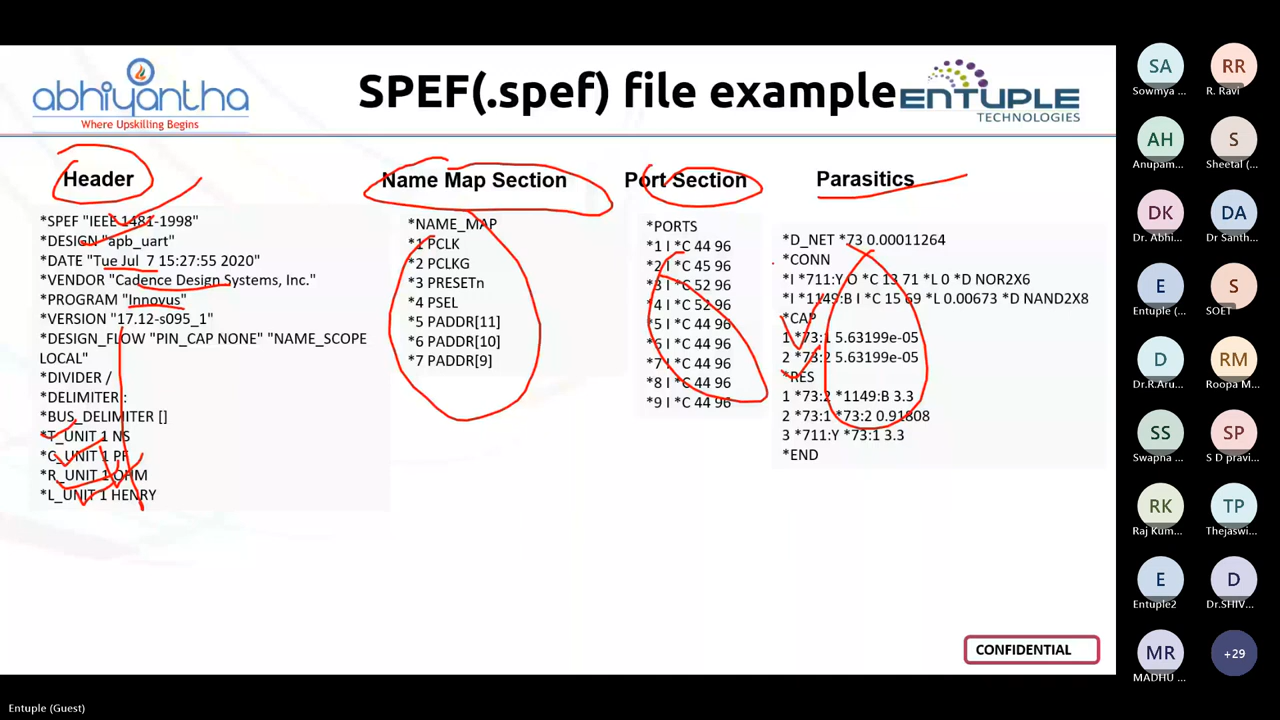 abhiyantha
Where Upskilling Begins
SPEF(.spef) file example
ENTUPLE
TECHNOLOGIES
Header
*SPEF "IEEE 1481-1998"
*DESIGN "apb_uart"
*DATE "Tue Jul 7 15:27:55 2020"
*VENDOR "Cadence Design Systems, Inc."
*PROGRAM "Innovus"
*VERSION "17.12-s095_1"
*DESIGN_FLOW "PIN_CAP NONE" "NAME_SCOPE
LOCAL"
*DIVIDER /
*DELIMITER :
*BUS_DELIMITER []
*T_UNIT 1 NS
*C_UNIT 1 PF
*R_UNIT 1 OHM
*L_UNIT 1 HENRY
Name Map Section
*NAME_MAP
*1 PCLK
*2 PCLKG
*3 PRESETn
*4 PSEL
*5 PADDR[11]
*6 PADDR[10]
*7 PADDR[9]
Port Section
*PORTS
*1 I *C 44 96
*2 I *C 45 96
*3 I *C 52 96
*4 I *C 52 96
*5 I *C 44 96
*6 I *C 44 96
*7 I *C 44 96
*8 I *C 44 96
*9 I *C 44 96
Parasitics
*D_NET *73 0.00011264
*CONN
*I *711:Y O *C 13 71 *L 0 *D NOR2X6
*I *1149:B I *C 15 69 *L 0.00673 *D NAND2X8
*CAP
1 *73:1 5.63199e-05
2 *73:2 5.63199e-05
*RES
1 *73:2 *1149:B 3.3
2 *73:1 *73:2 0.91808
3 *711:Y *73:1 3.3
*END
CONFIDENTIAL
SA
Sowmya ...
RR
R. Ravi
AH
Anupam...
S
Sheetal (...
DK
Dr. Abhi...
DA
Dr Santh...
E
Entuple (...
S
SOET
D
Dr.R.Aru...
RM
Roopa M...
SS
Swapna ...
SP
S D pravi...
RK
Raj Kum...
TP
Thejaswi...
E
Entuple2
D
Dr.SHIV...
MR
MADHU ...
+29
Entuple (Guest)